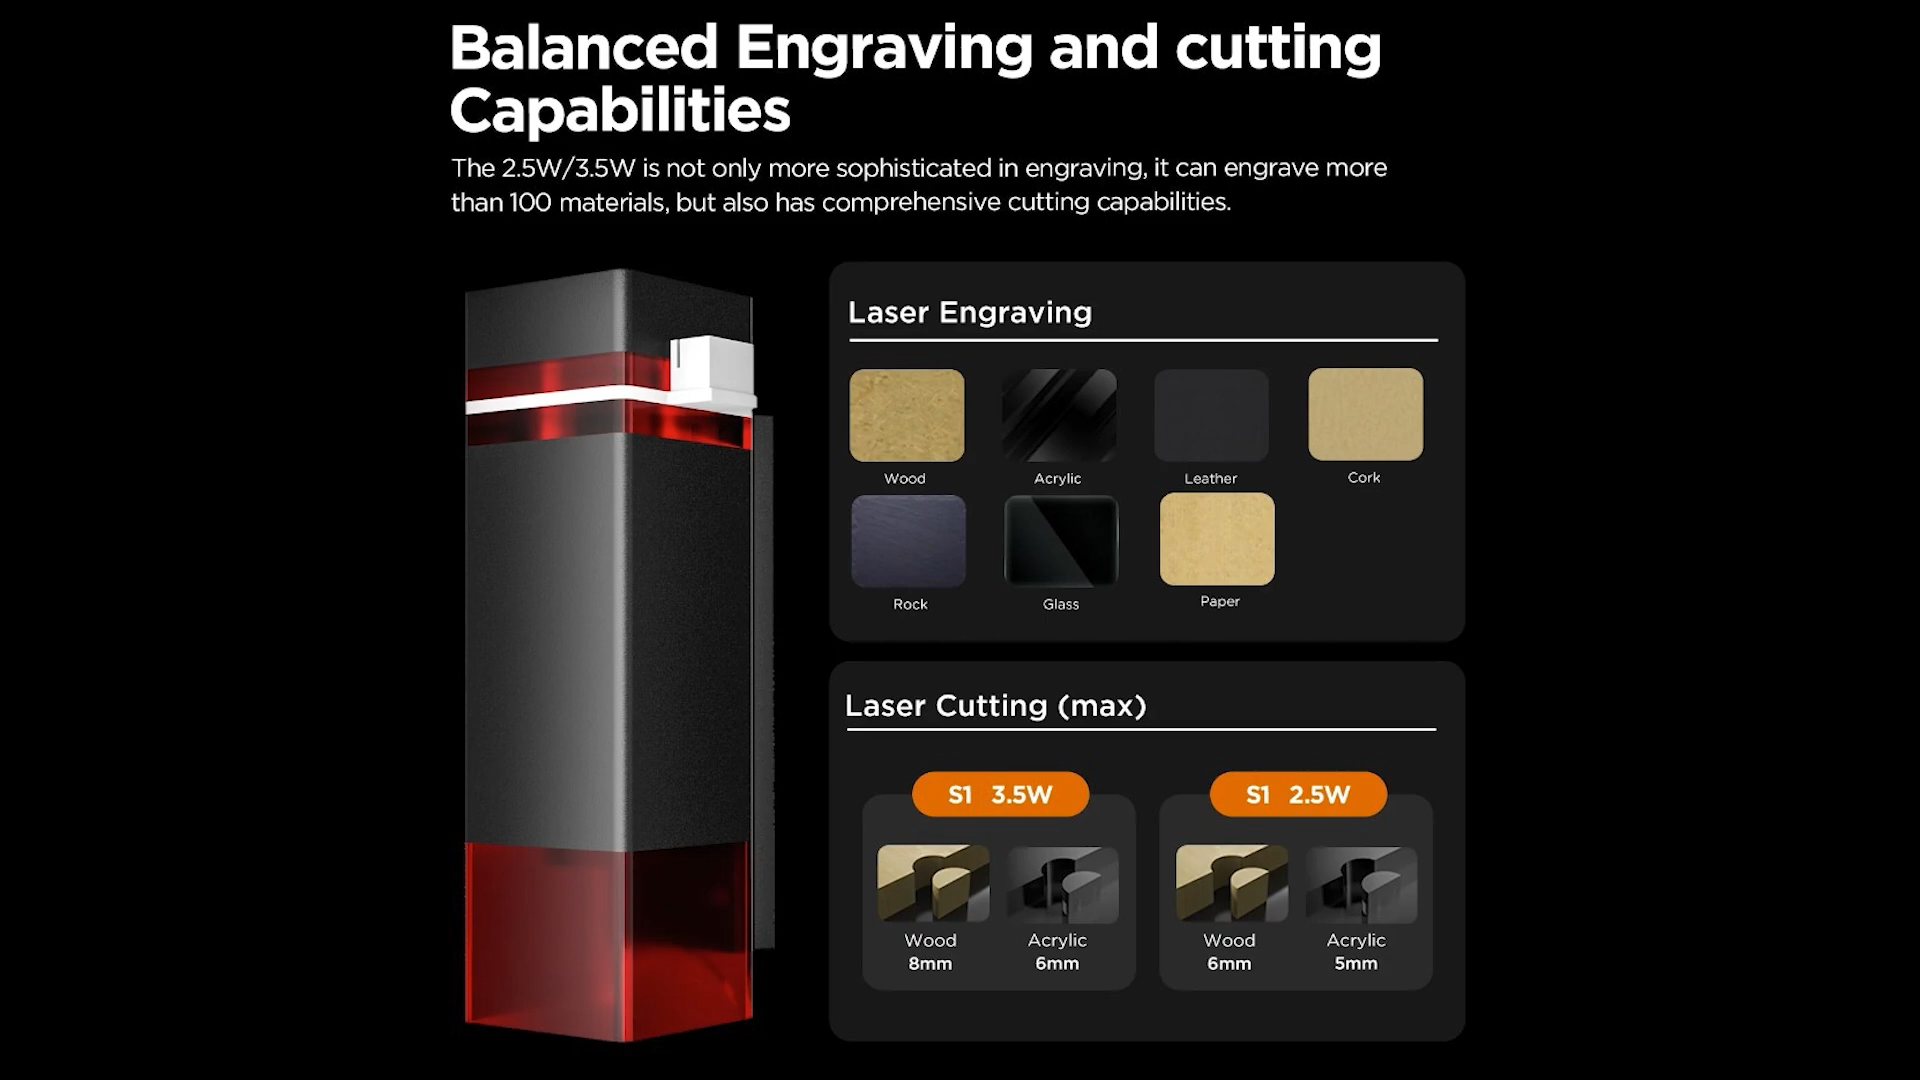 Balanced Engraving and cutting
Capabilities
The 2.5W/3.5W is not only more sophisticated in engraving, it can engrave more
than 100 materials, but also has comprehensive cutting capabilities.
Laser Engraving
Wood Acrylic Leather Cork
Rock Glass Paper
Laser Cutting (max)
S1 3.5W S1 2.5W
Wood Acrylic Wood Acrylic
8mm 6mm 6mm 5mm